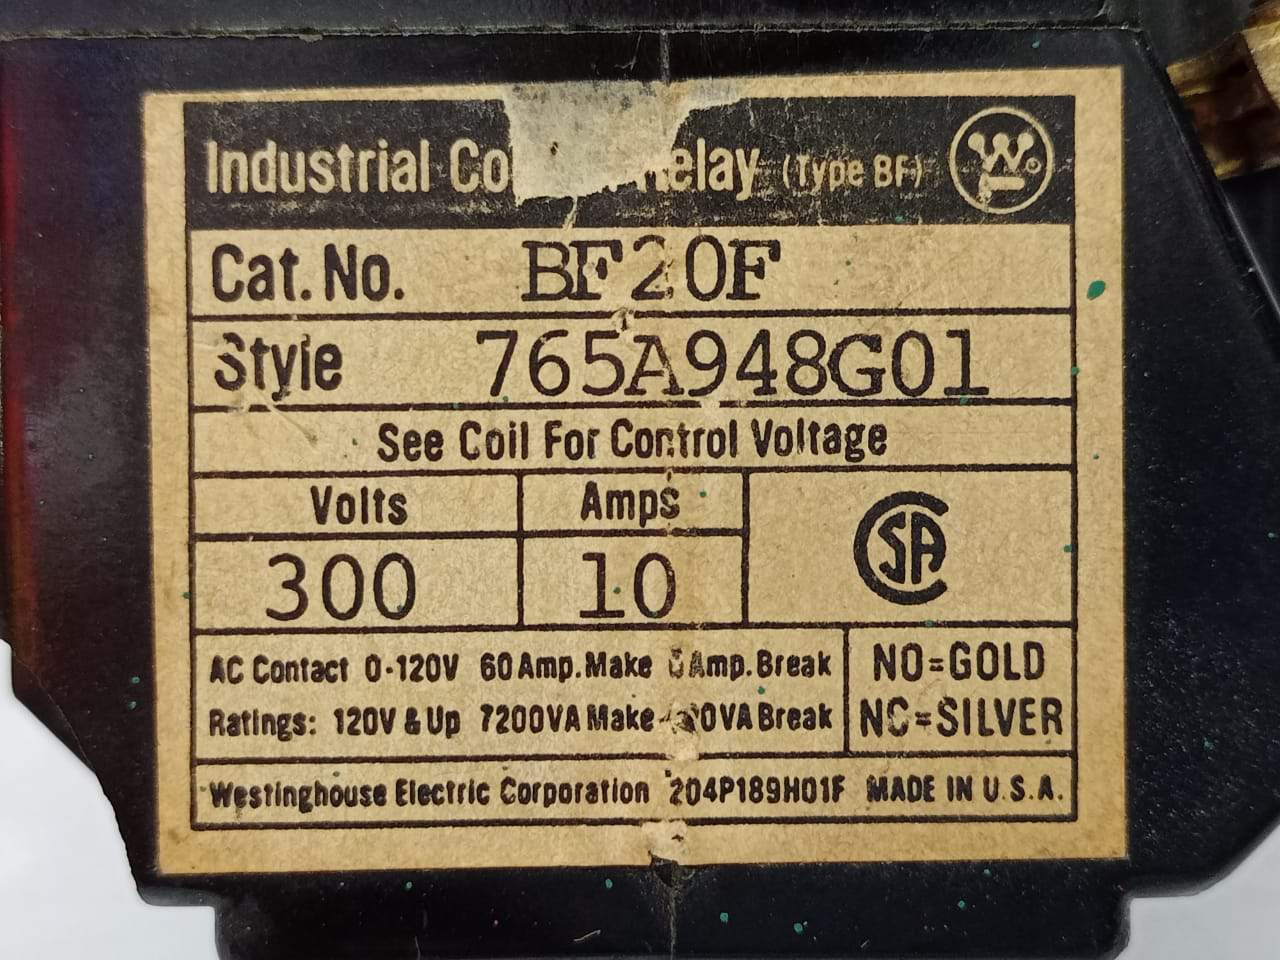 Industrial Relay (Type BF)
Cat. No. BF20F
Style 765A948G01
See Coil For Control Voltage
Volts Amps
300 10
CSA
AC Contact 0-120V 60 Amp. Make Amp. Break
Ratings: 120V & Up 7200VA Make Break
NO=GOLD
NC=SILVER
Westinghouse Electric Corporation 204P189H01F MADE IN U.S.A.